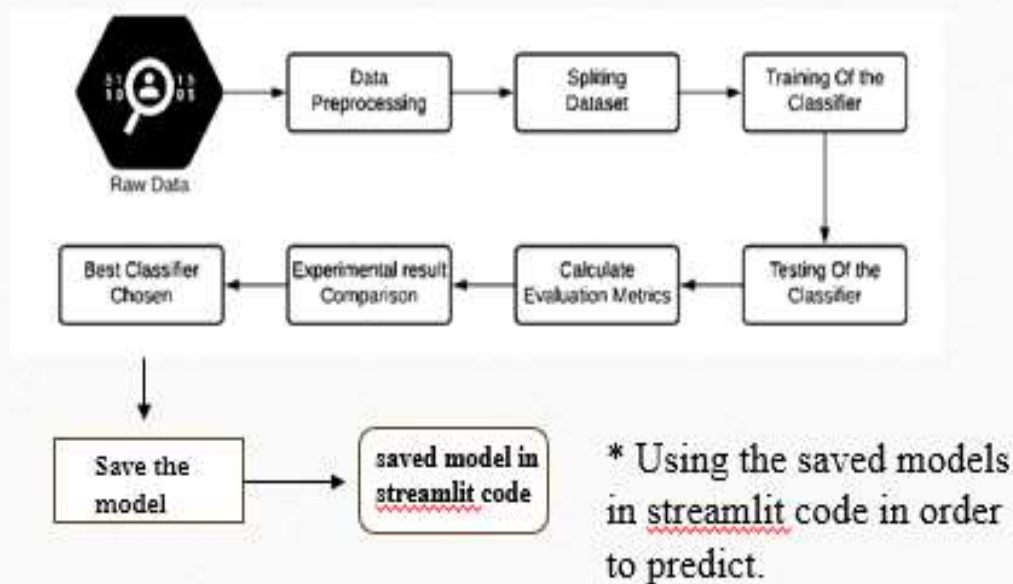 Raw Data
Data
Preprocessing
Spliting
Dataset
Training Of the
Classifier
Testing Of the
Classifier
Calculate
Evaluation Metrics
Experimental result
Comparison
Best Classifier
Chosen
Save the
model
saved model in
streamlit code
* Using the saved models
in streamlit code in order
to predict.